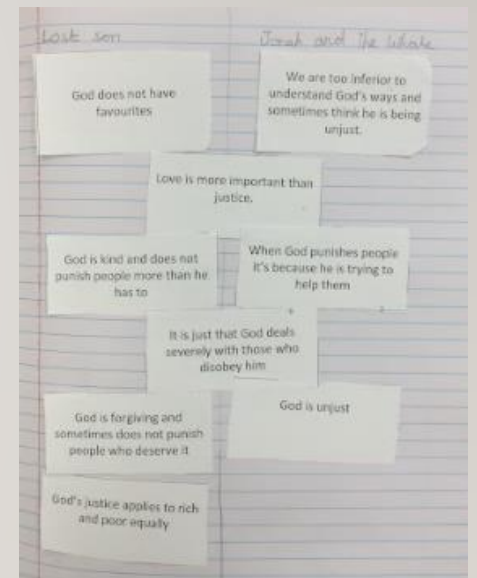 Lost son
Jonah and the Whale
God does not have
favourites
We are too inferior to
understand God's ways and
sometimes think he is being
unjust.
Love is more important than
justice.
God is kind and does not
punish people more than he
has to
When God punishes people
it's because he is trying to
help them
It is just that God deals
severely with those who
disobey him
God is unjust
God is forgiving and
sometimes does not punish
people who deserve it
God's justice applies to rich
and poor equally